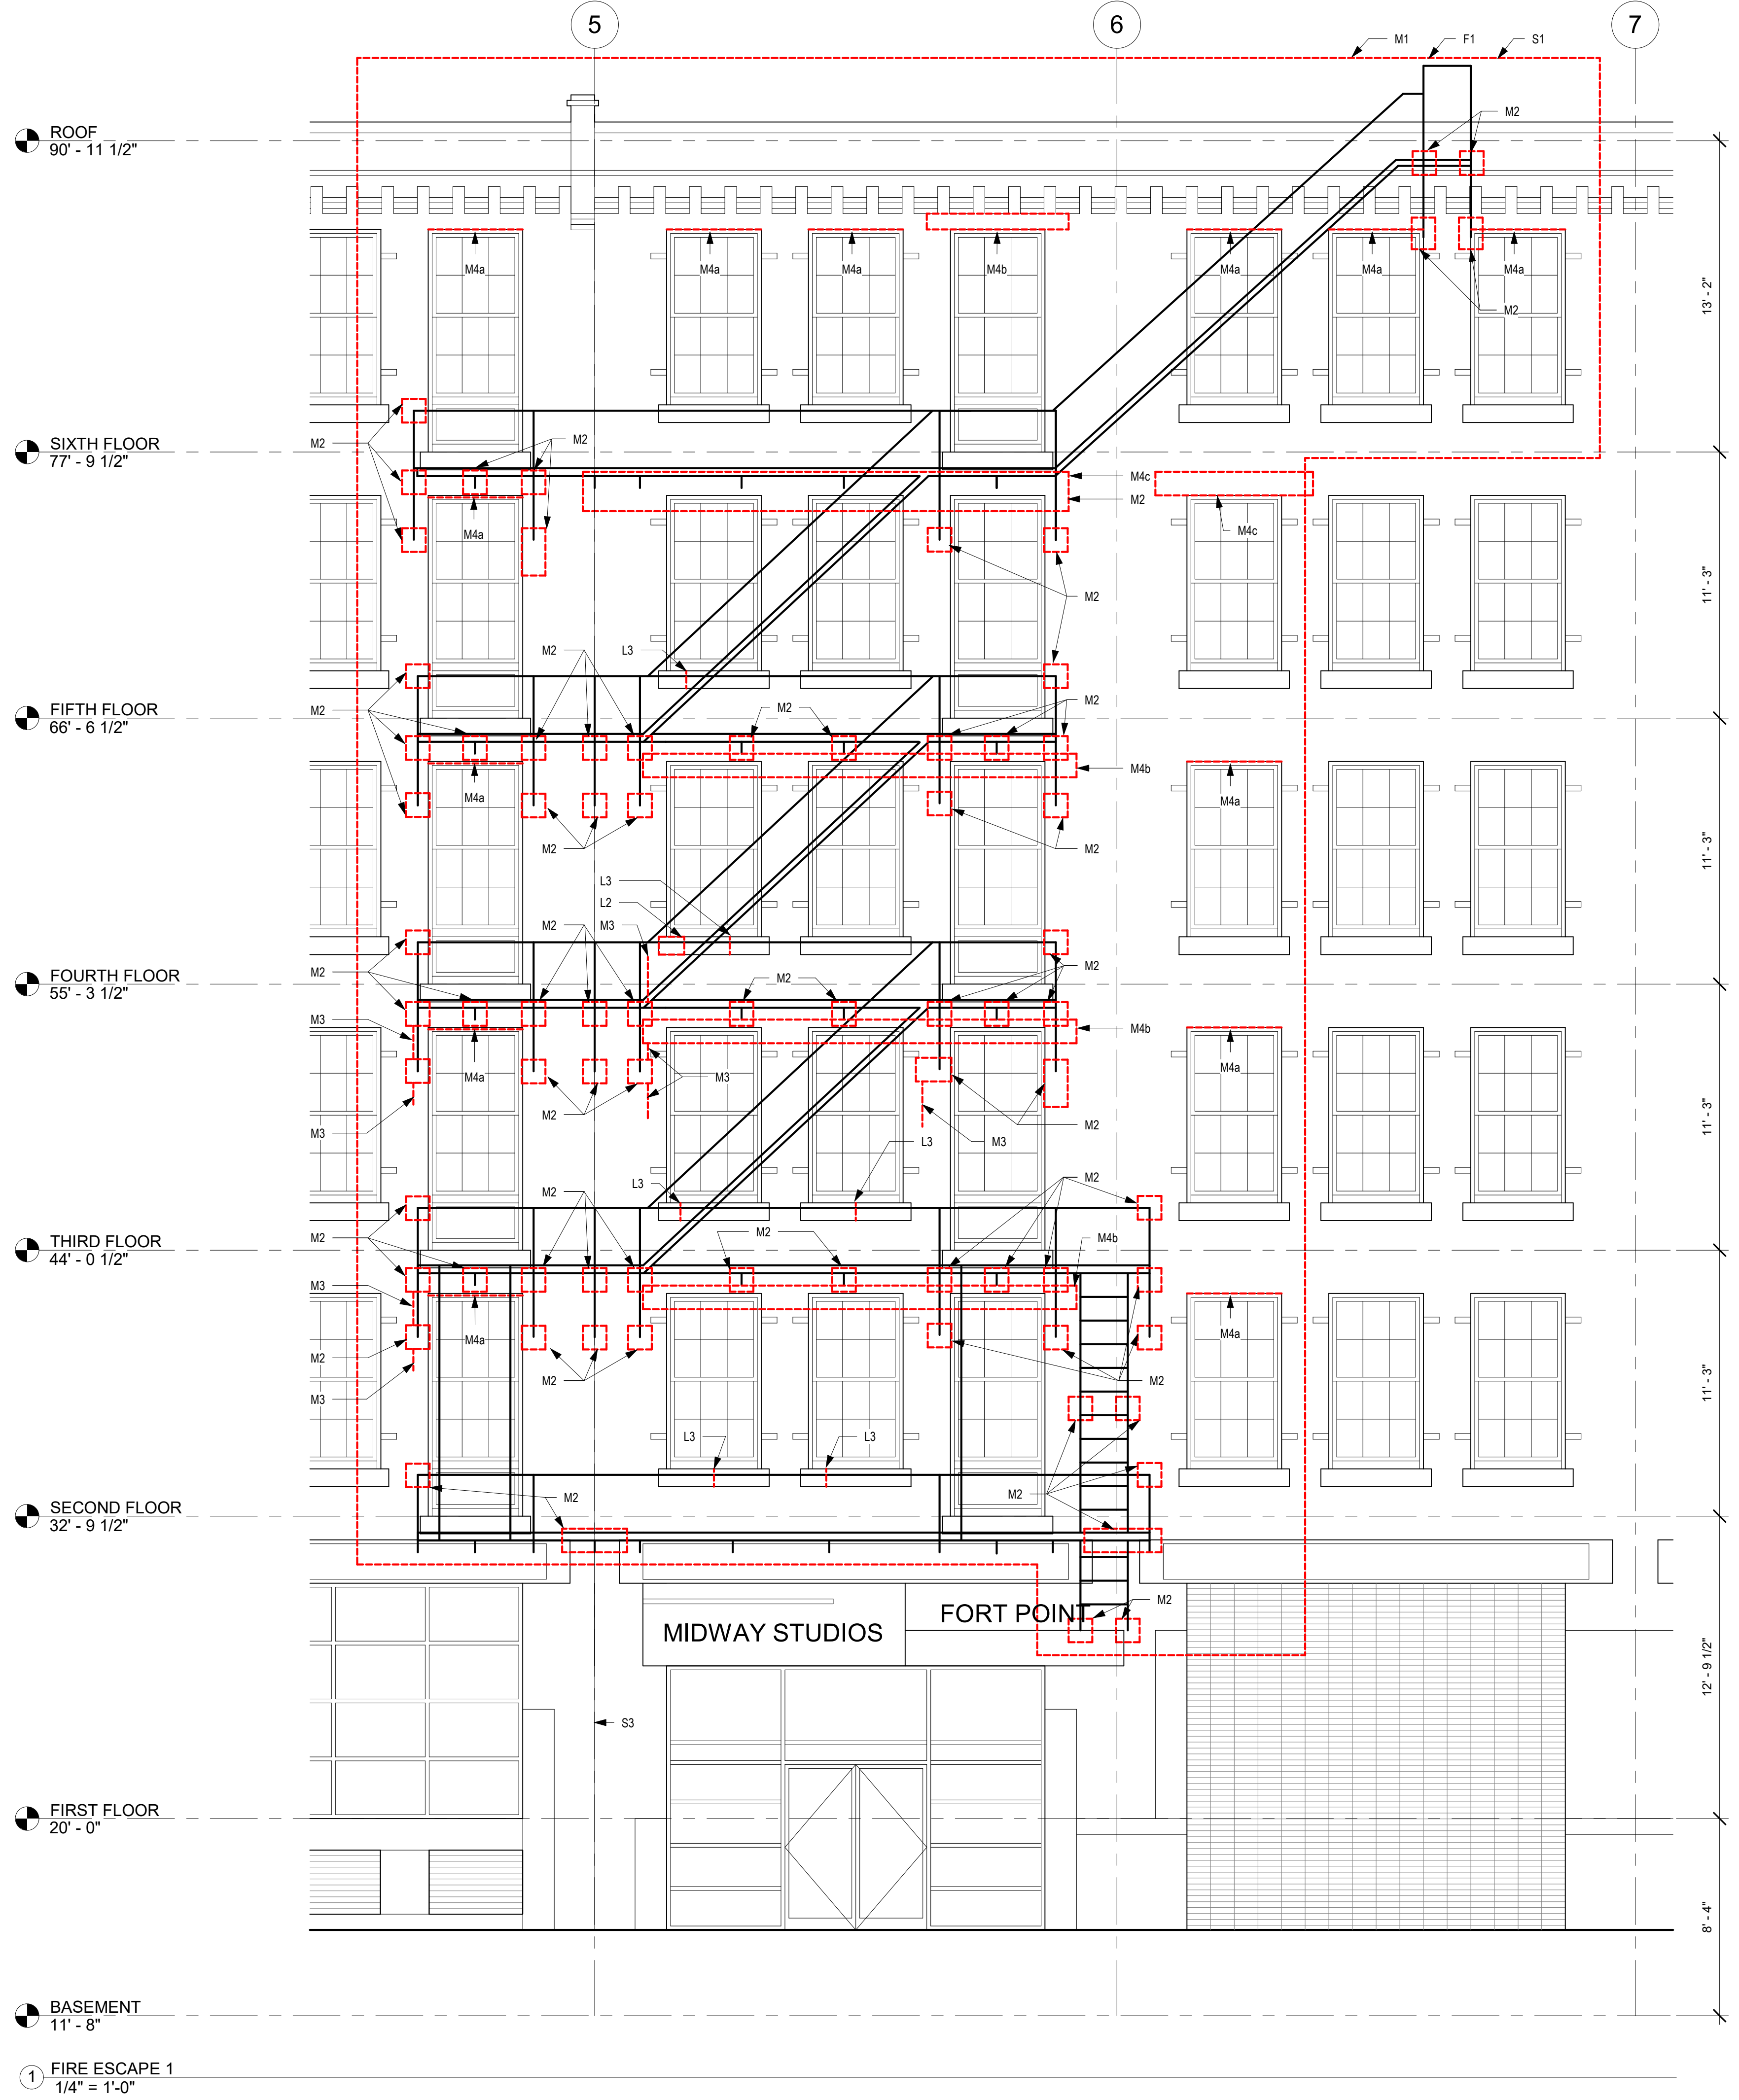 5 6 7
M1 F1 S1
M2
ROOF
90' - 11 1/2"
M4a M4a M4a M4b M4a M4a M4a
13' - 2"
M2
M2 M2
SIXTH FLOOR
77' - 9 1/2"
M4c
M2
M4a M4c
11' - 3"
M2
M2 L3
M2 M2 M2
FIFTH FLOOR
66' - 6 1/2"
M4b
M4a M4a
M2 M2
11' - 3"
L3
L2
M2 M3
M2 M2 M2
FOURTH FLOOR
55' - 3 1/2"
M3 M4b
M4a M3 M4a
M2 M2
11' - 3"
M3 L3 M3
M2 L3 M2
M2 M2 M4b
THIRD FLOOR
44' - 0 1/2"
M3
M4a M4a
M2
M2 M2
11' - 3"
M3
L3 L3
M2 M2
SECOND FLOOR
32' - 9 1/2"
M2
FORT POINT
MIDWAY STUDIOS
12' - 9 1/2"
S3
FIRST FLOOR
20' - 0"
8' - 4"
BASEMENT
11' - 8"
1 FIRE ESCAPE 1
1/4" = 1'-0"